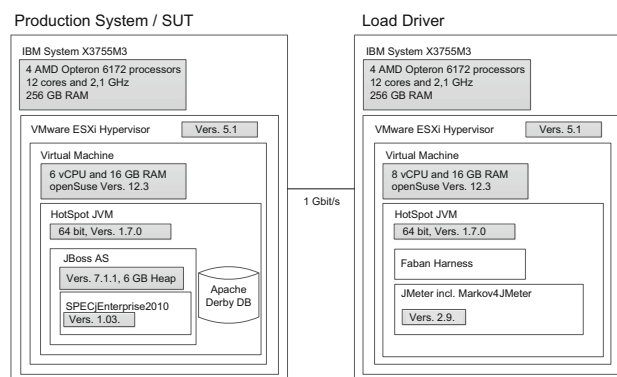 Production System / SUT
IBM System X3755M3
4 AMD Opteron 6172 processors
12 cores and 2,1 GHz
256 GB RAM
VMware ESXi Hypervisor
Vers. 5.1
Virtual Machine
6 vCPU and 16 GB RAM
openSuse Vers. 12.3
HotSpot JVM
64 bit, Vers. 1.7.0
JBoss AS
Vers. 7.1.1, 6 GB Heap
SPECjEnterprise2010
Vers. 1.03.
Apache
Derby DB
1 Gbit/s
Load Driver
IBM System X3755M3
4 AMD Opteron 6172 processors
12 cores and 2,1 GHz
256 GB RAM
VMware ESXi Hypervisor
Vers. 5.1
Virtual Machine
8 vCPU and 16 GB RAM
openSuse Vers. 12.3
HotSpot JVM
64 bit, Vers. 1.7.0
Faban Harness
JMeter incl. Markov4JMeter
Vers. 2.9.